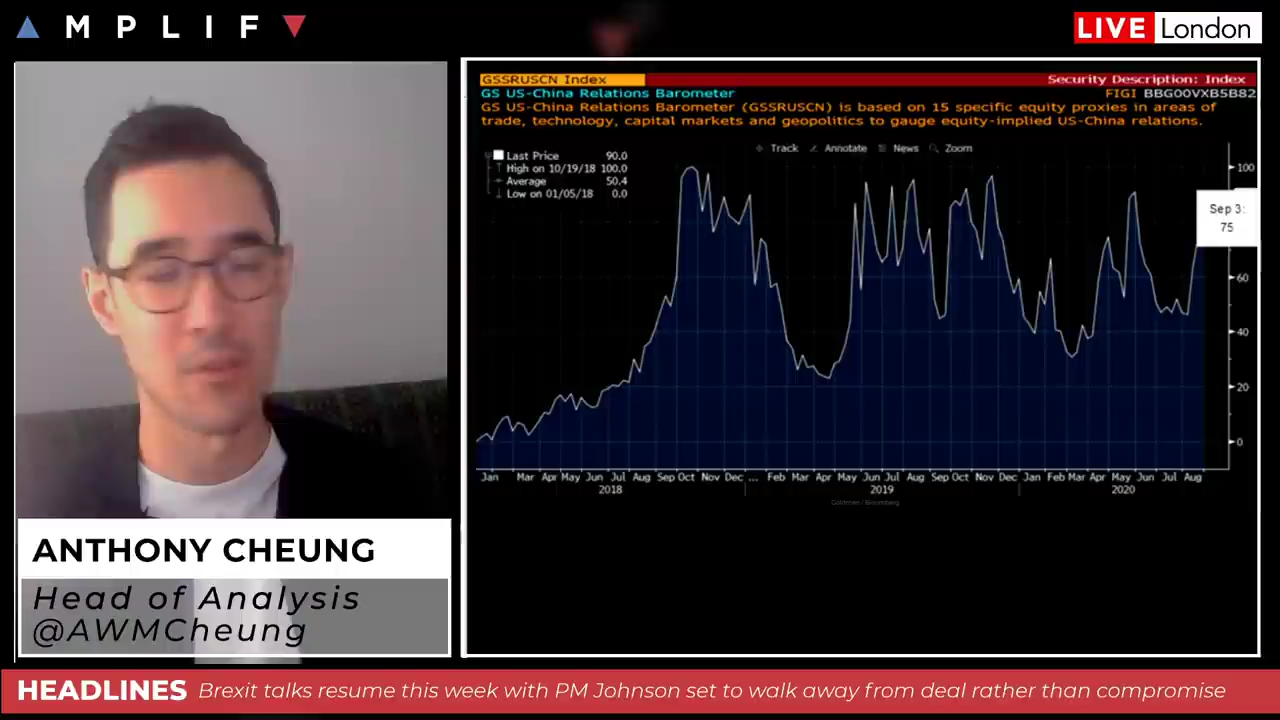 MPLIF
LIVE London
GSSRUSCN Index
Security Description: Index
GS US-China Relations Barometer
FIGI BBG00VXB5B82
GS US-China Relations Barometer (GSSRUSCN) is based on 15 specific equity proxies in areas of
trade, technology, capital markets and geopolitics to gauge equity-implied US-China relations.
Track Annotate News Zoom
Last Price 90.0
High on 10/19/18 100.0
Average 50.4
Low on 01/05/18 0.0
100
Sep 3:
75
60
40
20
0
Jan Mar Apr May Jun Jul Aug Sep Oct Nov Dec ... Feb Mar Apr May Jun Jul Aug Sep Oct Nov Dec Jan Feb Mar Apr May Jun Jul Aug
2018 2019 2020
Goldman / Bloomberg
ANTHONY CHEUNG
Head of Analysis
@AWMCheung
HEADLINES Brexit talks resume this week with PM Johnson set to walk away from deal rather than compromise